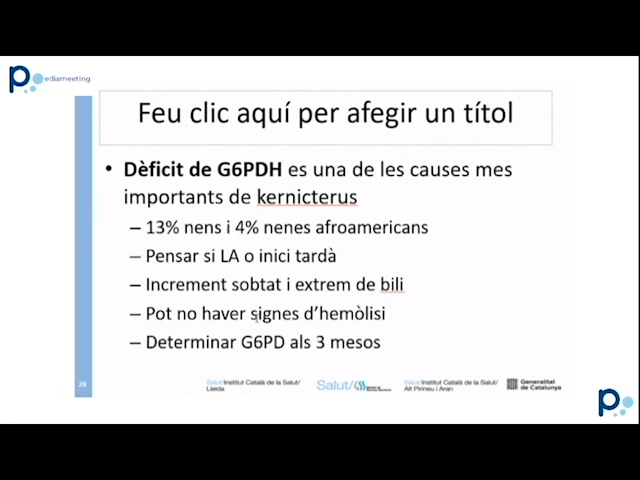 ediameeting
Feu clic aquí per afegir un títol
• Dèficit de G6PDH es una de les causes mes
importants de kernicterus
– 13% nens i 4% nenes afroamericans
– Pensar si LA o inici tardà
– Increment sobtat i extrem de bili
– Pot no haver signes d'hemòlisi
– Determinar G6PD als 3 mesos
28
Salut/Institut Català de la Salut/
Lleida
Salut/
Salut/Institut Català de la Salut/
Alt Pirineu i Aran
Generalitat
de Catalunya